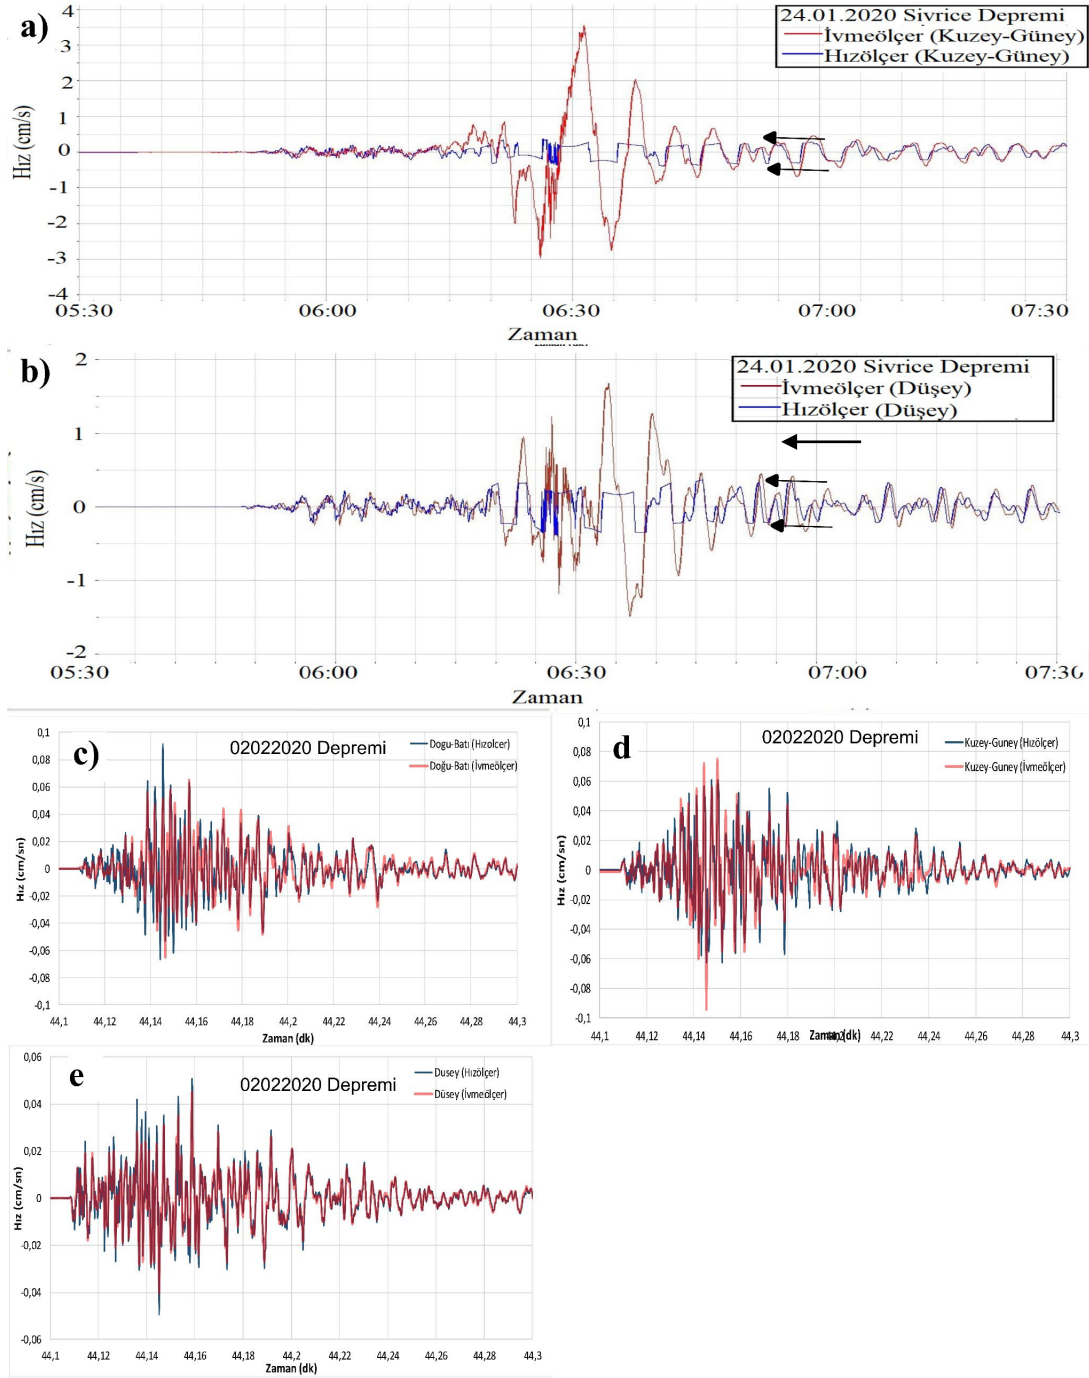 a)
24.01.2020 Sivrice Depremi
İvmeölçer (Kuzey-Güney)
Hızölçer (Kuzey-Güney)
Hız (cm/s)
4
3
2
1
0
-1
-2
-3
-4
05:30
06:00
06:30
07:00
07:30
Zaman
b)
24.01.2020 Sivrice Depremi
İvmeölçer (Düşey)
Hızölçer (Düşey)
Hız (cm/s)
2
1
0
-1
-2
05:30
06:00
06:30
07:00
07:30
Zaman
c)
02022020 Depremi
Dogu-Batı (Hızolcer)
Doğu-Batı (İvmeölçer)
Hız (cm/sn)
0,1
0,08
0,06
0,04
0,02
0
-0,02
-0,04
-0,06
-0,08
-0,1
44,1
44,12
44,14
44,16
44,18
44,2
44,22
44,24
44,26
44,28
44,3
Zaman (dk)
d
02022020 Depremi
Kuzey-Guney (Hızölçer)
Kuzey-Guney (İvmeölçer)
Hız (cm/sn)
0,1
0,08
0,06
0,04
0,02
0
-0,02
-0,04
-0,06
-0,08
-0,1
44,1
44,12
44,14
44,16
44,18
44,22
44,24
44,26
44,28
44,3
Zaman (dk)
e
02022020 Depremi
Dusey (Hızölçer)
Düsey (İvmeölçer)
Hız (cm/sn)
0,06
0,04
0,02
0
-0,02
-0,04
-0,06
44,1
44,12
44,14
44,16
44,18
44,2
44,22
44,24
44,26
44,28
44,3
Zaman (dk)